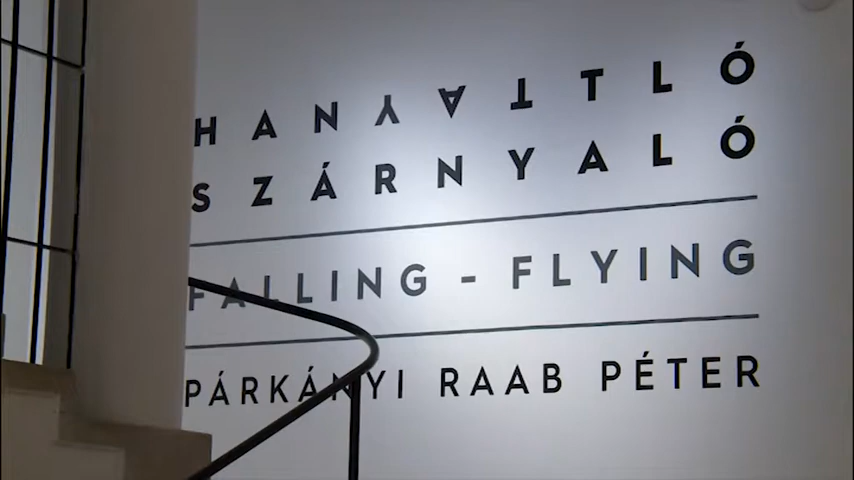 HANYATTLÓ
SZÁRNYALÓ
FALLING - FLYING
PÁRKÁNYI RAAB PÉTER